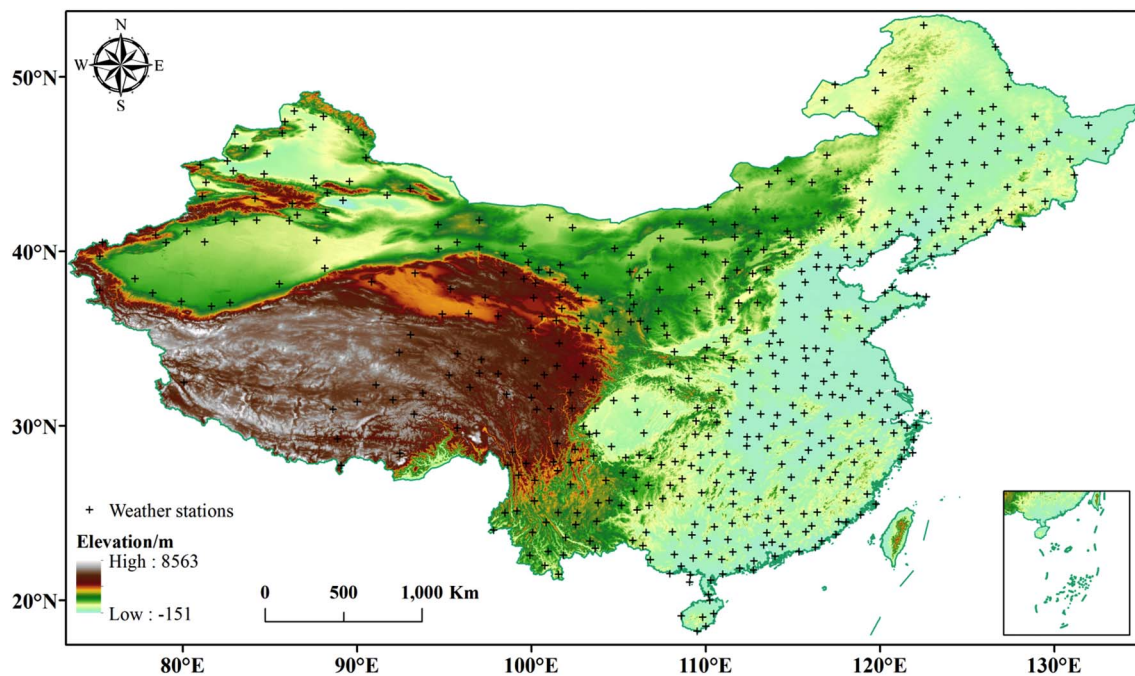 N
W E
S
50°N
40°N
30°N
20°N
+ Weather stations
Elevation/m
High : 8563
Low : -151
0 500 1,000 Km
80°E 90°E 100°E 110°E 120°E 130°E